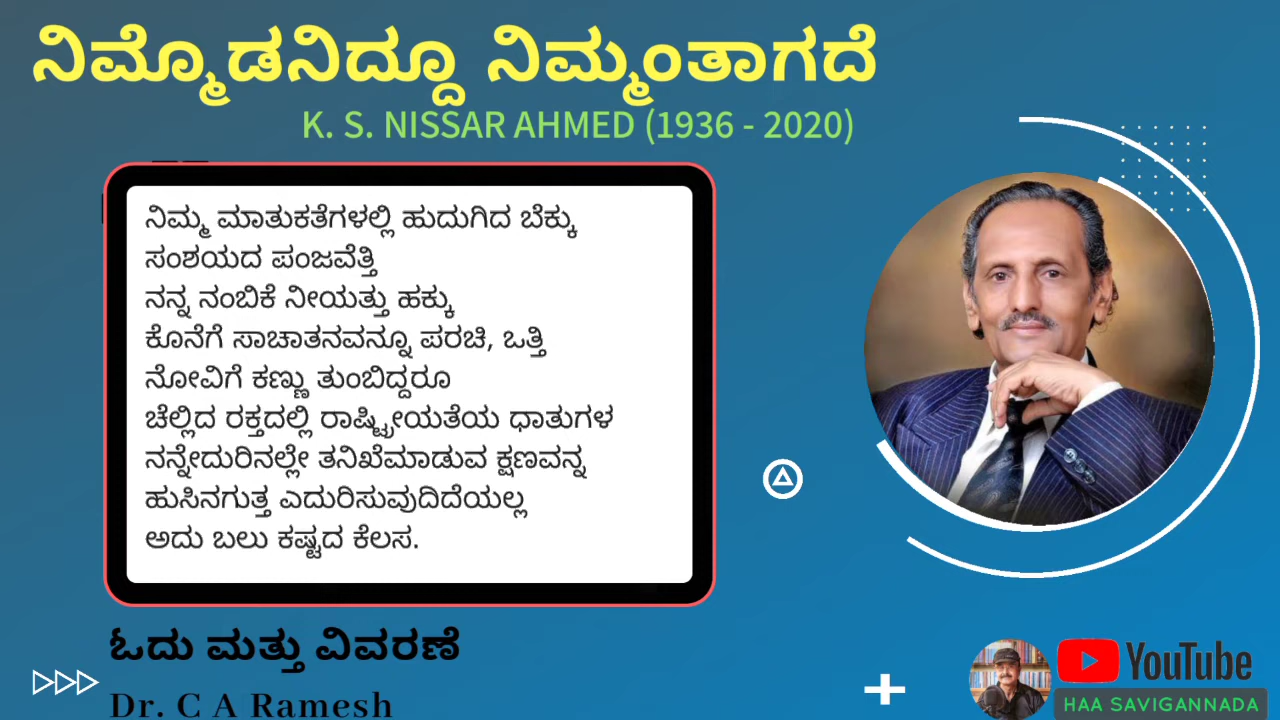 ನಿಮ್ಮೊಡನಿದ್ದೂ ನಿಮ್ಮಂತಾಗದೆ
K. S. NISSAR AHMED (1936 - 2020)
ನಿಮ್ಮ ಮಾತುಕತೆಗಳಲ್ಲಿ ಹುದುಗಿದ ಬೆಕ್ಕು
ಸಂಶಯದ ಪಂಜವೆತ್ತಿ
ನನ್ನ ನಂಬಿಕೆ ನೀಯತ್ತು ಹಕ್ಕು
ಕೊನೆಗೆ ಸಾಚಾತನವನ್ನೂ ಪರಚಿ, ಒತ್ತಿ
ನೋವಿಗೆ ಕಣ್ಣು ತುಂಬಿದ್ದರೂ
ಚೆಲ್ಲಿದ ರಕ್ತದಲ್ಲಿ ರಾಷ್ಟ್ರೀಯತೆಯ ಧಾತುಗಳ
ನನ್ನೇದುರಿನಲ್ಲೇ ತನಿಖೆಮಾಡುವ ಕ್ಷಣವನ್ನ
ಹುಸಿನಗುತ್ತ ಎದುರಿಸುವುದಿದೆಯಲ್ಲ
ಅದು ಬಲು ಕಷ್ಟದ ಕೆಲಸ.
ಓದು ಮತ್ತು ವಿವರಣೆ
Dr. C A Ramesh
YouTube
HAA SAVIGANNADA